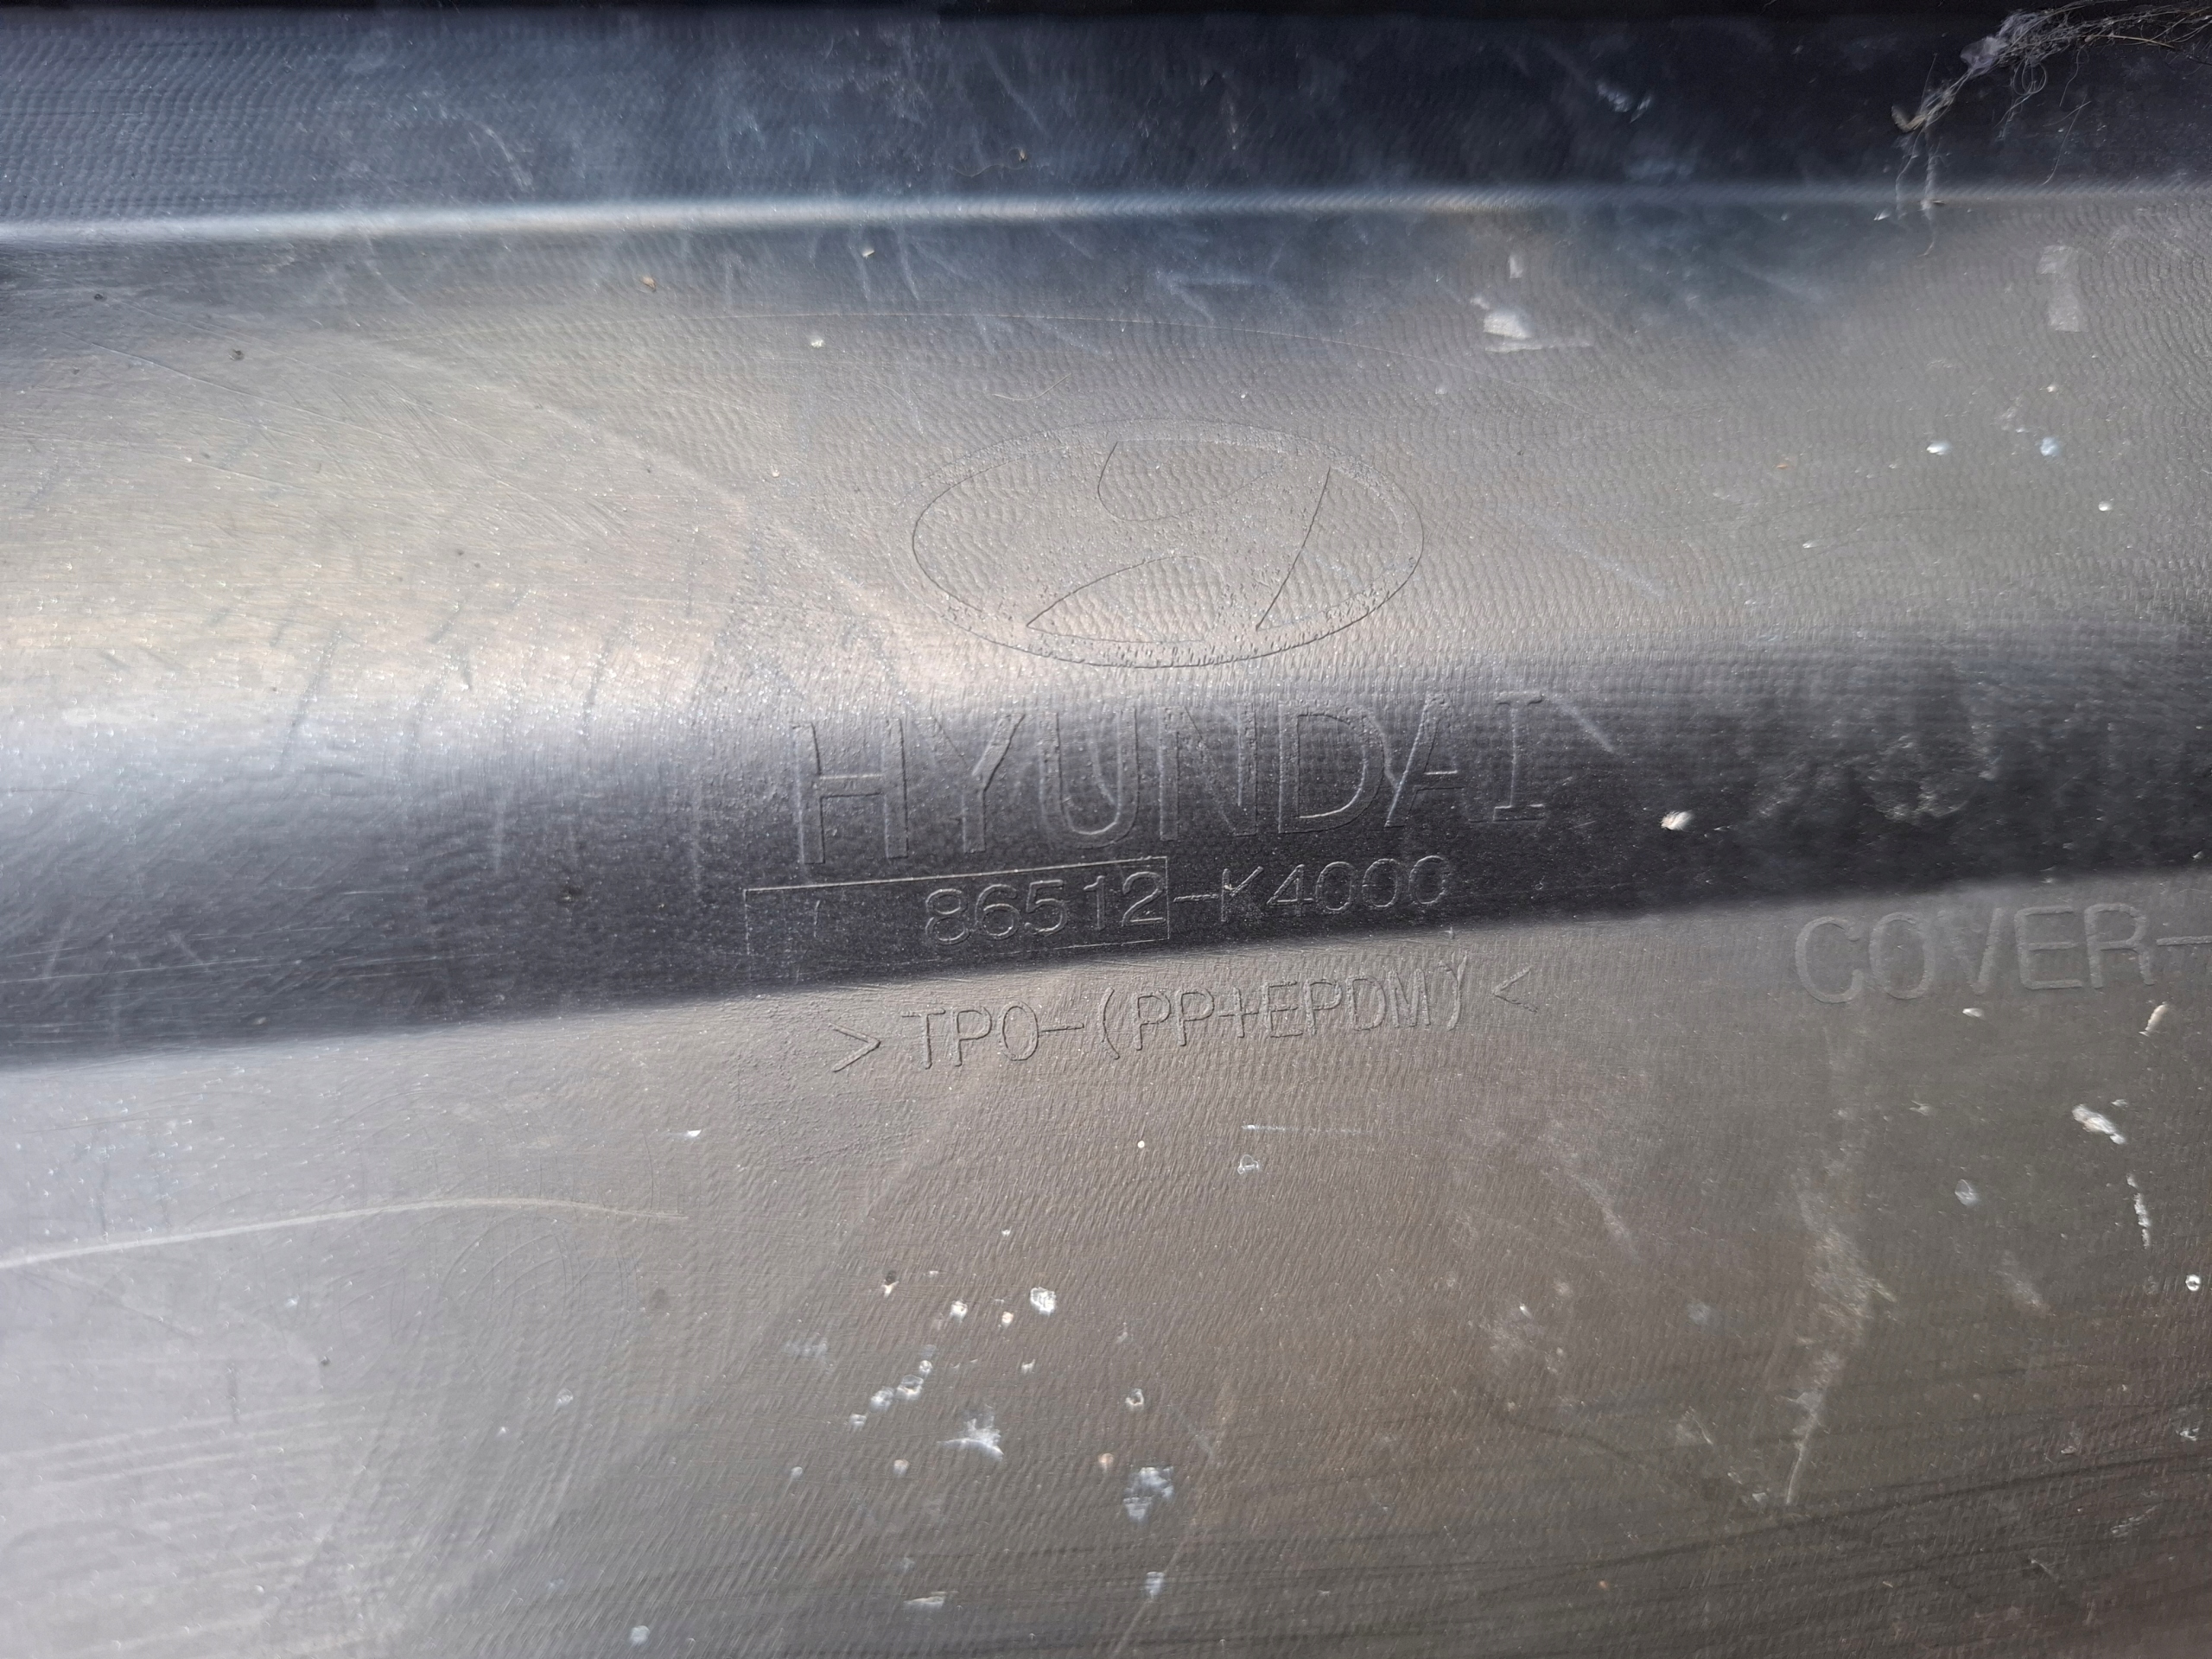 HYUNDAI
86512-K4000
>TPO-(PP+EPDM)<
COVER-